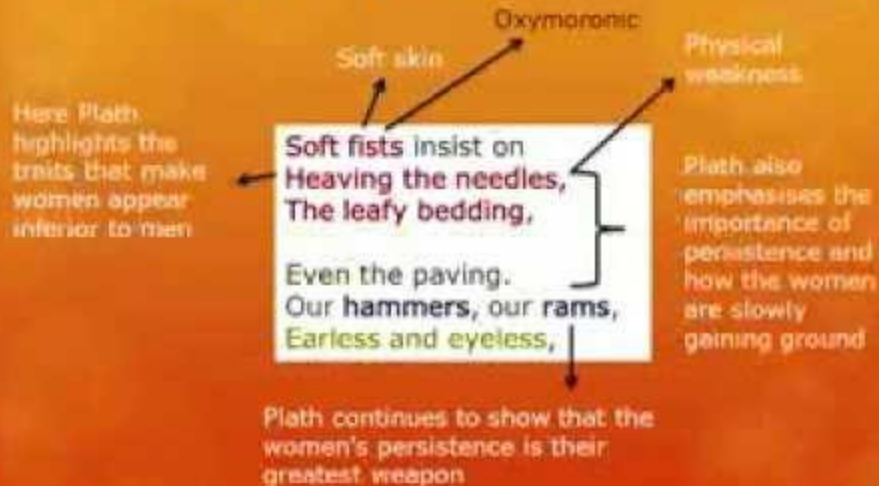 Oxymoronic
Soft skin
Physical
weakness
Here Plath
highlights the
traits that make
women appear
inferior to men
Soft fists insist on
Heaving the needles,
The leafy bedding,
Even the paving.
Our hammers, our rams,
Earless and eyeless,
Plath also
emphasises the
importance of
persistence and
how the women
are slowly
gaining ground
Plath continues to show that the
women's persistence is their
greatest weapon